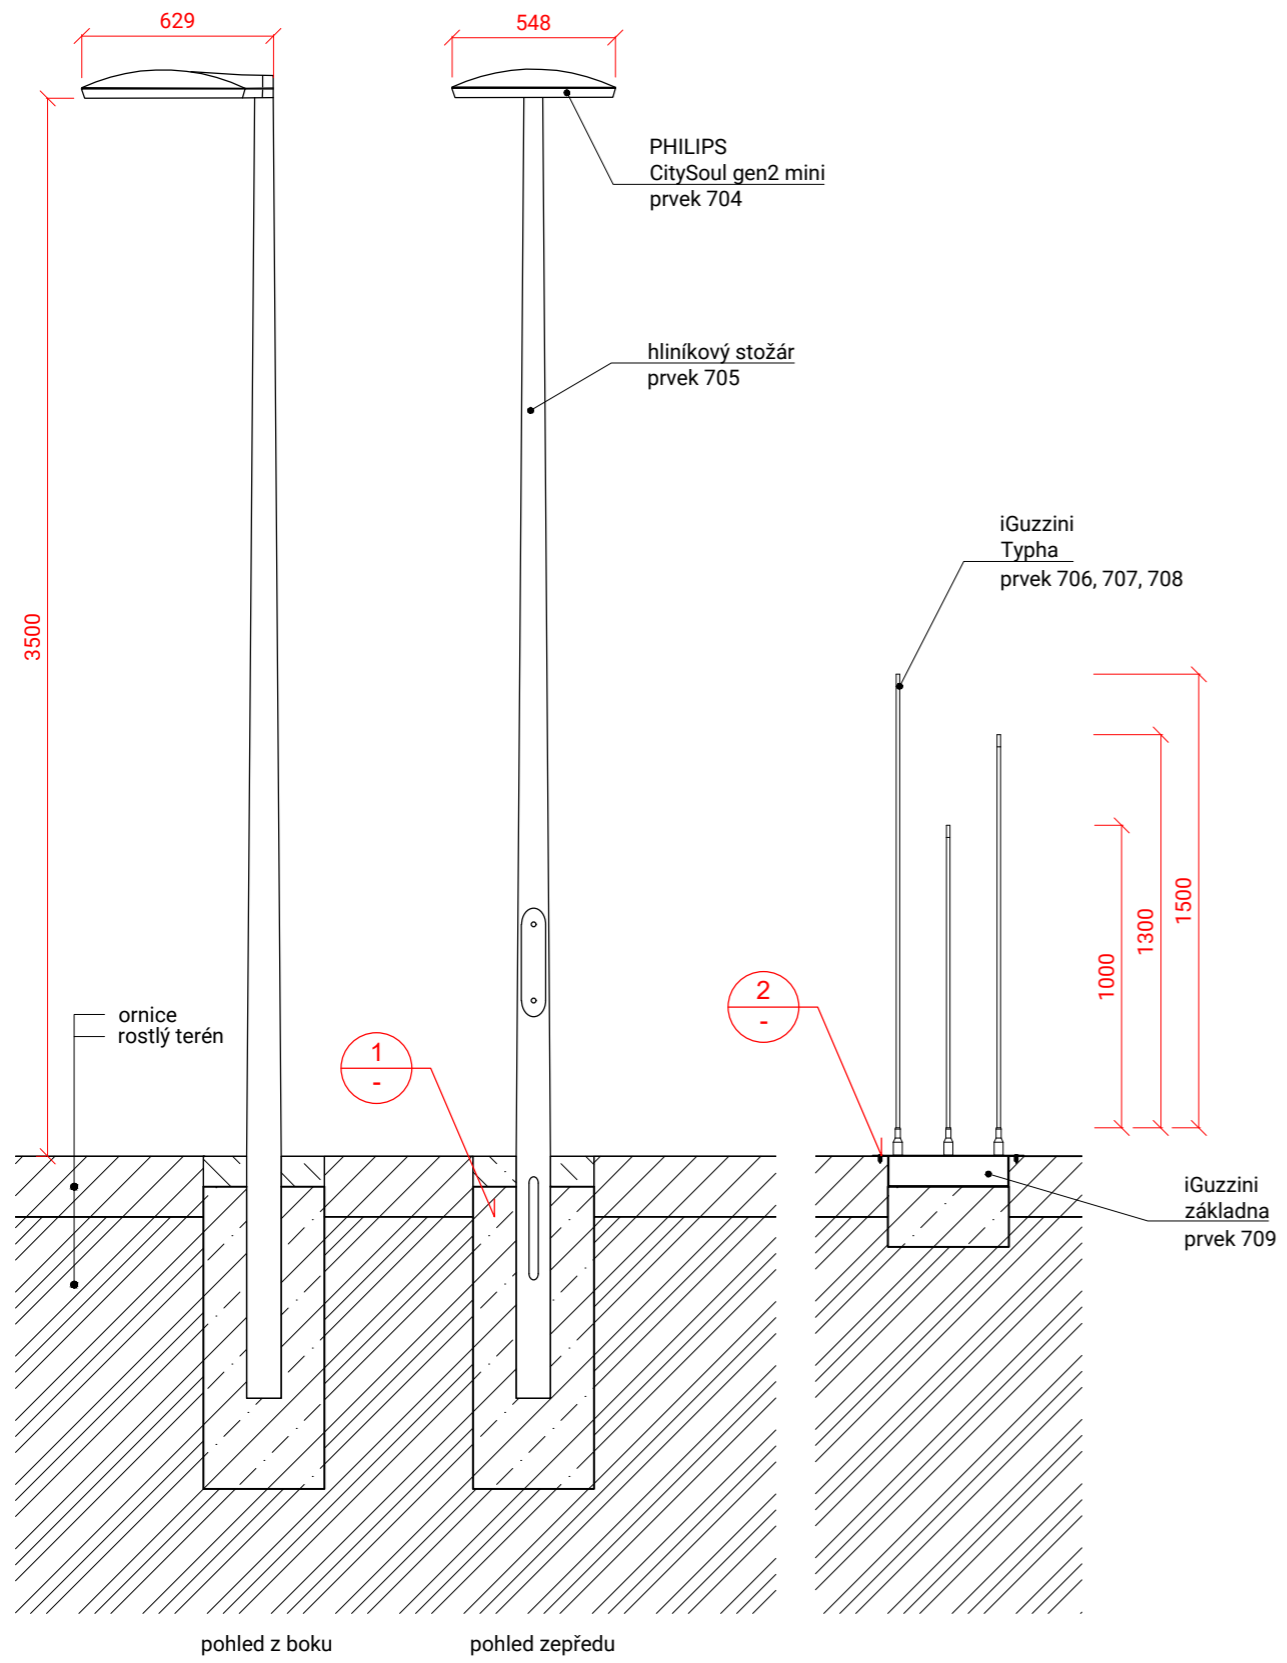 629
548
PHILIPS
CitySoul gen2 mini
prvek 704
hliníkový stožár
prvek 705
3500
iGuzzini
Typha
prvek 706, 707, 708
1000
1300
1500
ornice
rostlý terén
1
-
2
-
iGuzzini
základna
prvek 709
pohled z boku
pohled zepředu